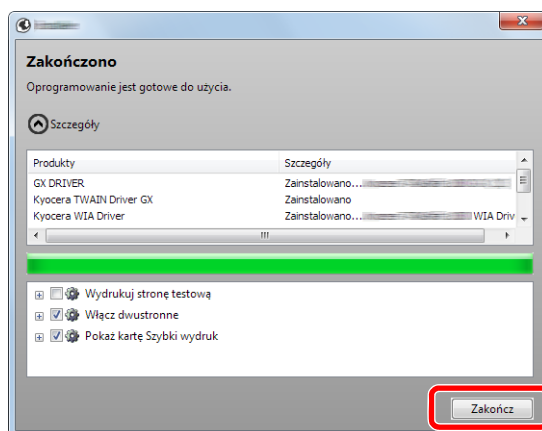 Zakończono
Oprogramowanie jest gotowe do użycia.
Szczegóły
Produkty Szczegóły
GX DRIVER Zainstalowano...
Kyocera TWAIN Driver GX Zainstalowano
Kyocera WIA Driver Zainstalowano... WIA Driv
Wydrukuj stronę testową
Włącz dwustronne
Pokaż kartę Szybki wydruk
Zakończ